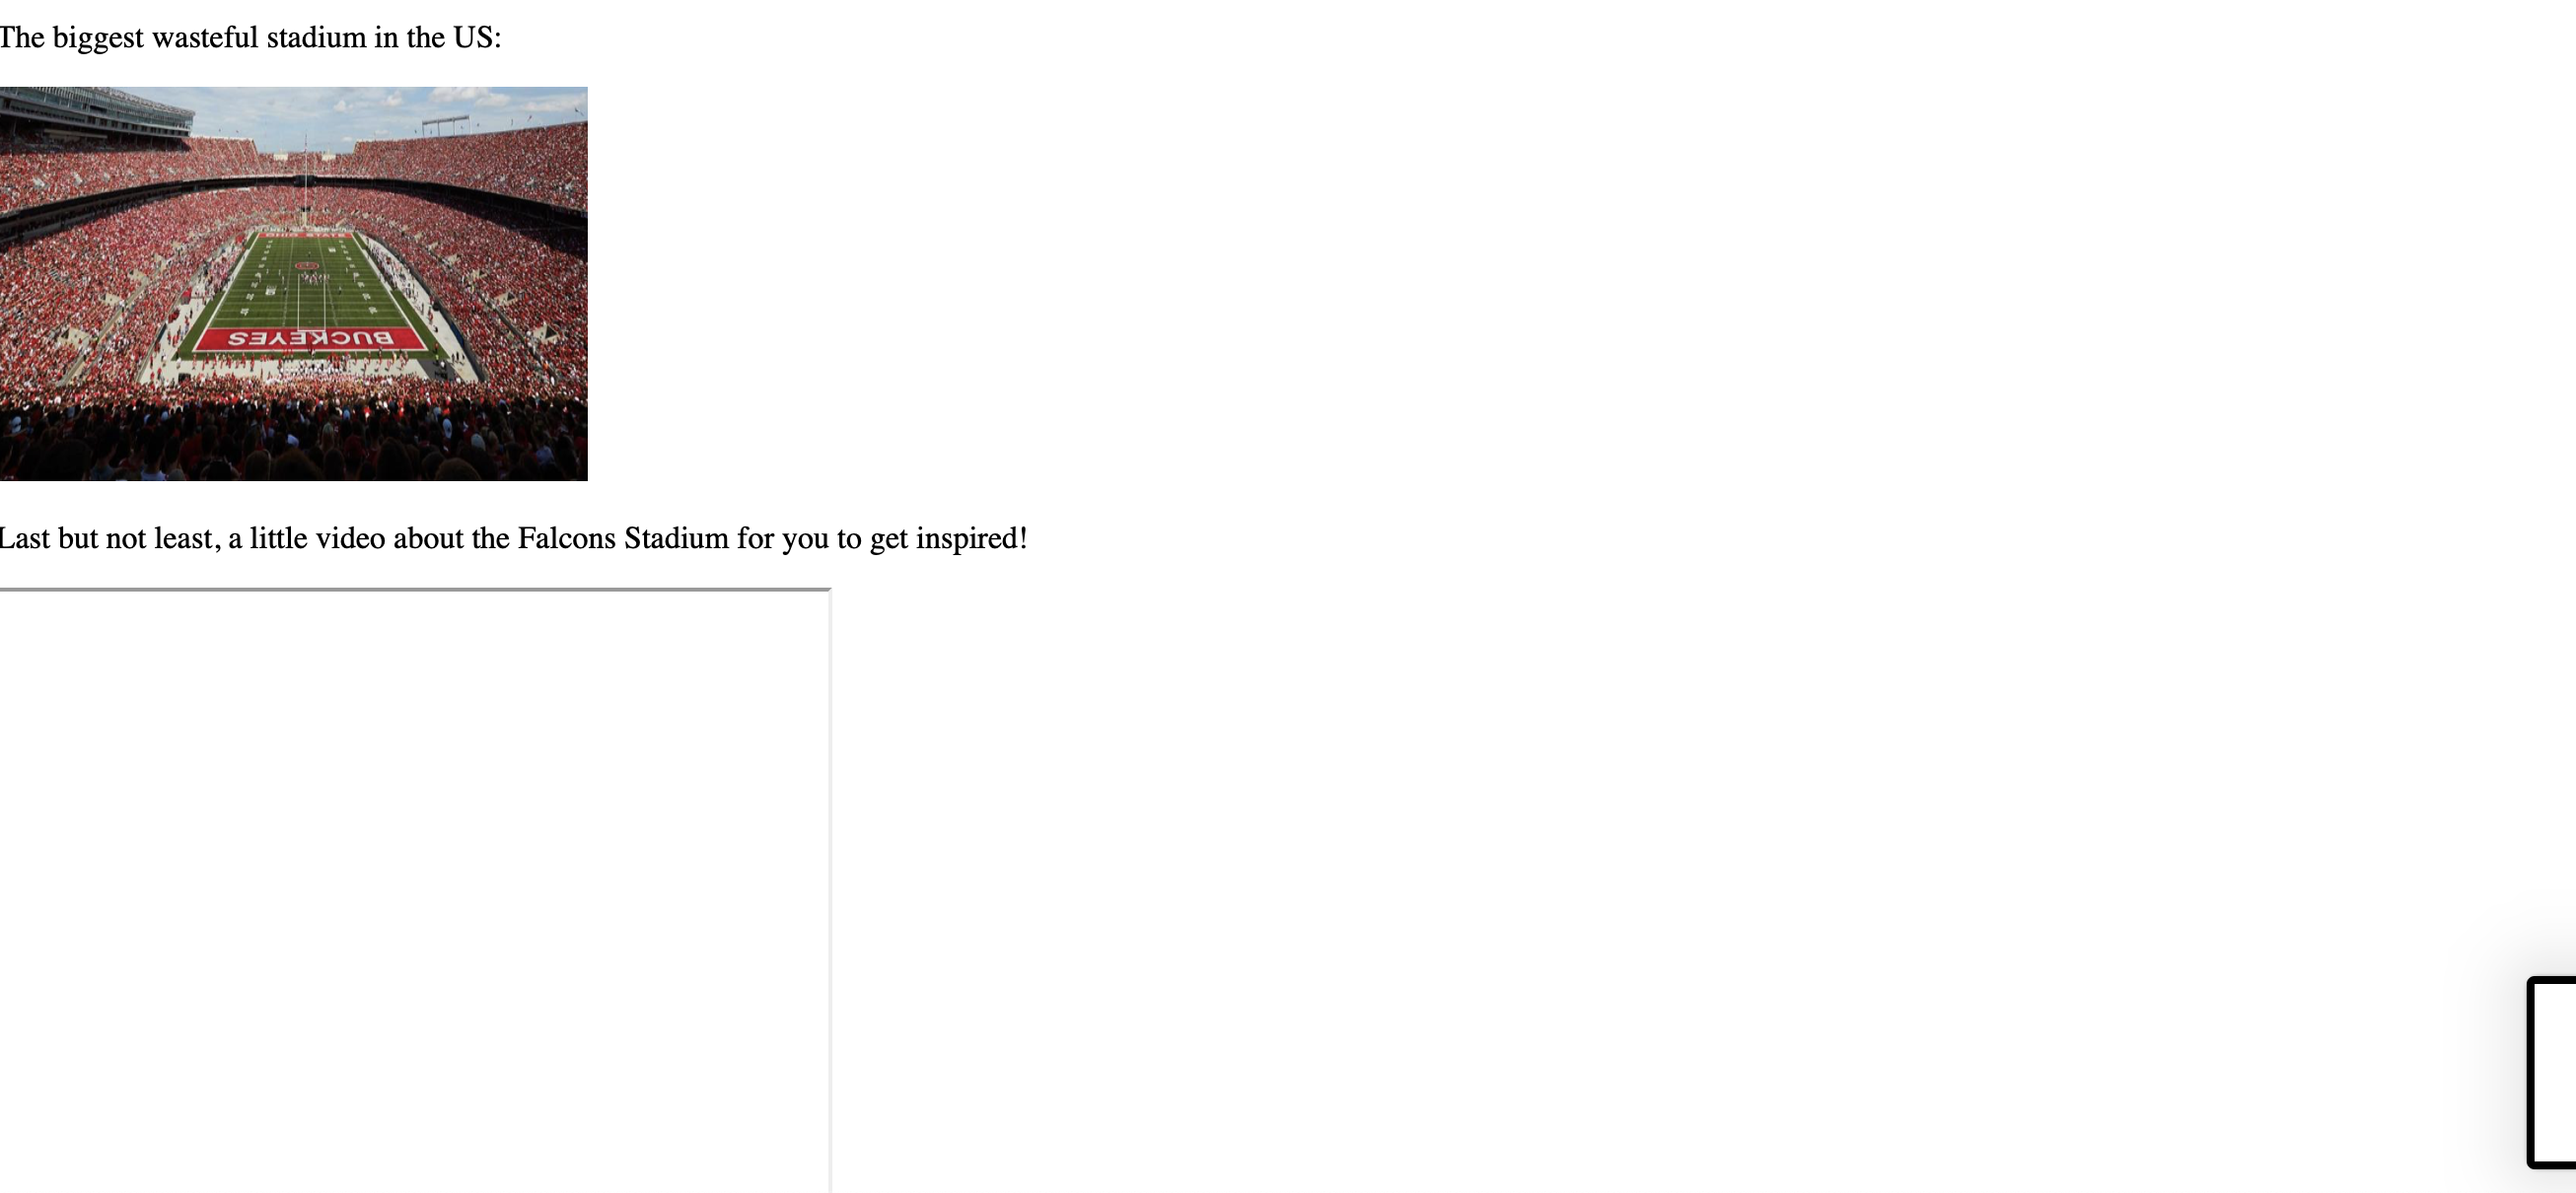 The biggest wasteful stadium in the US:
OHIO STATE
BUCKEYES
Last but not least, a little video about the Falcons Stadium for you to get inspired!